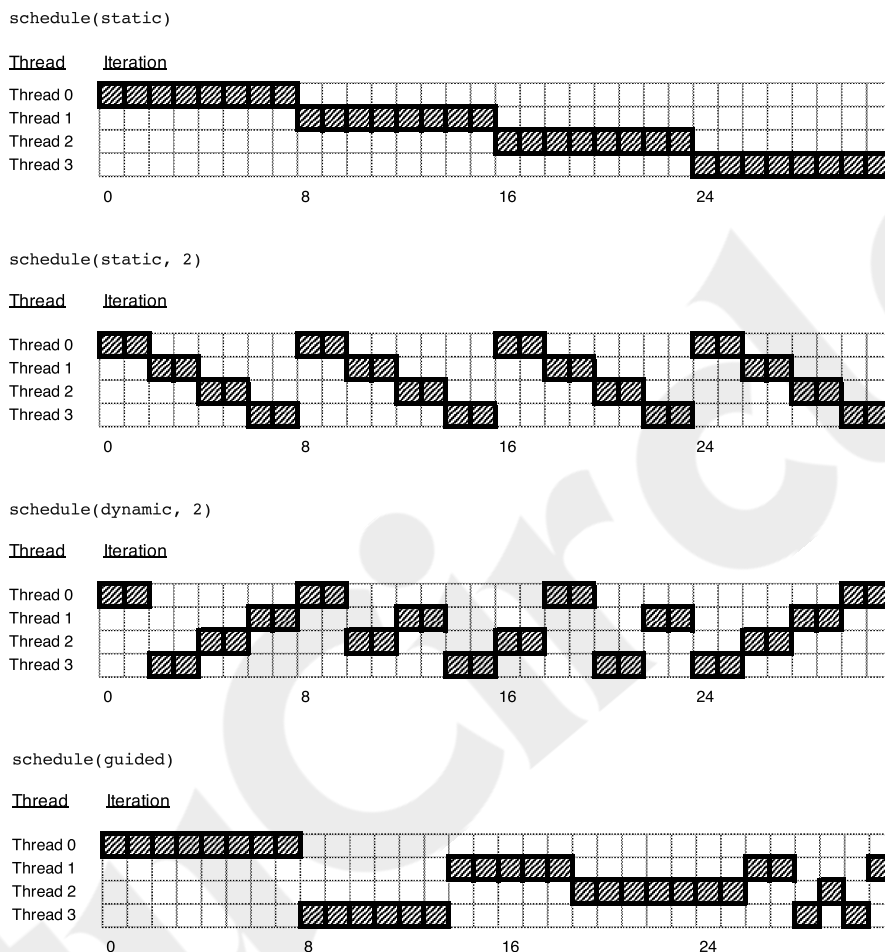 schedule(static)
Thread Iteration
Thread 0
Thread 1
Thread 2
Thread 3
0 8 16 24
schedule(static, 2)
Thread Iteration
Thread 0
Thread 1
Thread 2
Thread 3
0 8 16 24
schedule(dynamic, 2)
Thread Iteration
Thread 0
Thread 1
Thread 2
Thread 3
0 8 16 24
schedule(guided)
Thread Iteration
Thread 0
Thread 1
Thread 2
Thread 3
0 8 16 24